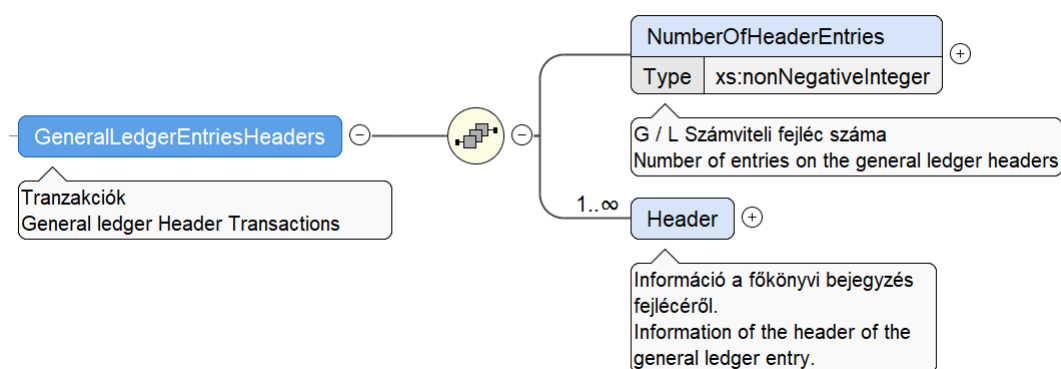 NumberOfHeaderEntries
Type xs:nonNegativeInteger
G / L Számviteli fejléc száma
Number of entries on the general ledger headers
GeneralLedgerEntriesHeaders
Tranzakciók
General ledger Header Transactions
1..∞
Header
Információ a főkönyvi bejegyzés
fejlécéről.
Information of the header of the
general ledger entry.